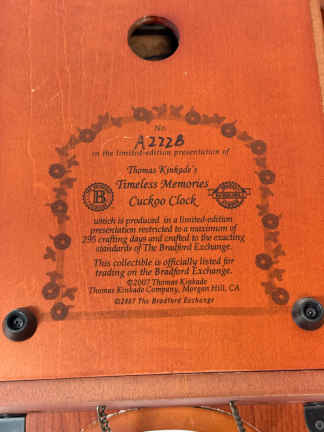 No.
A2228
in the limited-edition presentation of
Thomas Kinkade's
Timeless Memories
Cuckoo Clock
B
which is produced in a limited-edition
presentation restricted to a maximum of
295 crafting days and crafted to the exacting
standards of The Bradford Exchange.
This collectible is officially listed for
trading on the Bradford Exchange.
©2007 Thomas Kinkade
Thomas Kinkade Company, Morgan Hill, CA
©2007 The Bradford Exchange